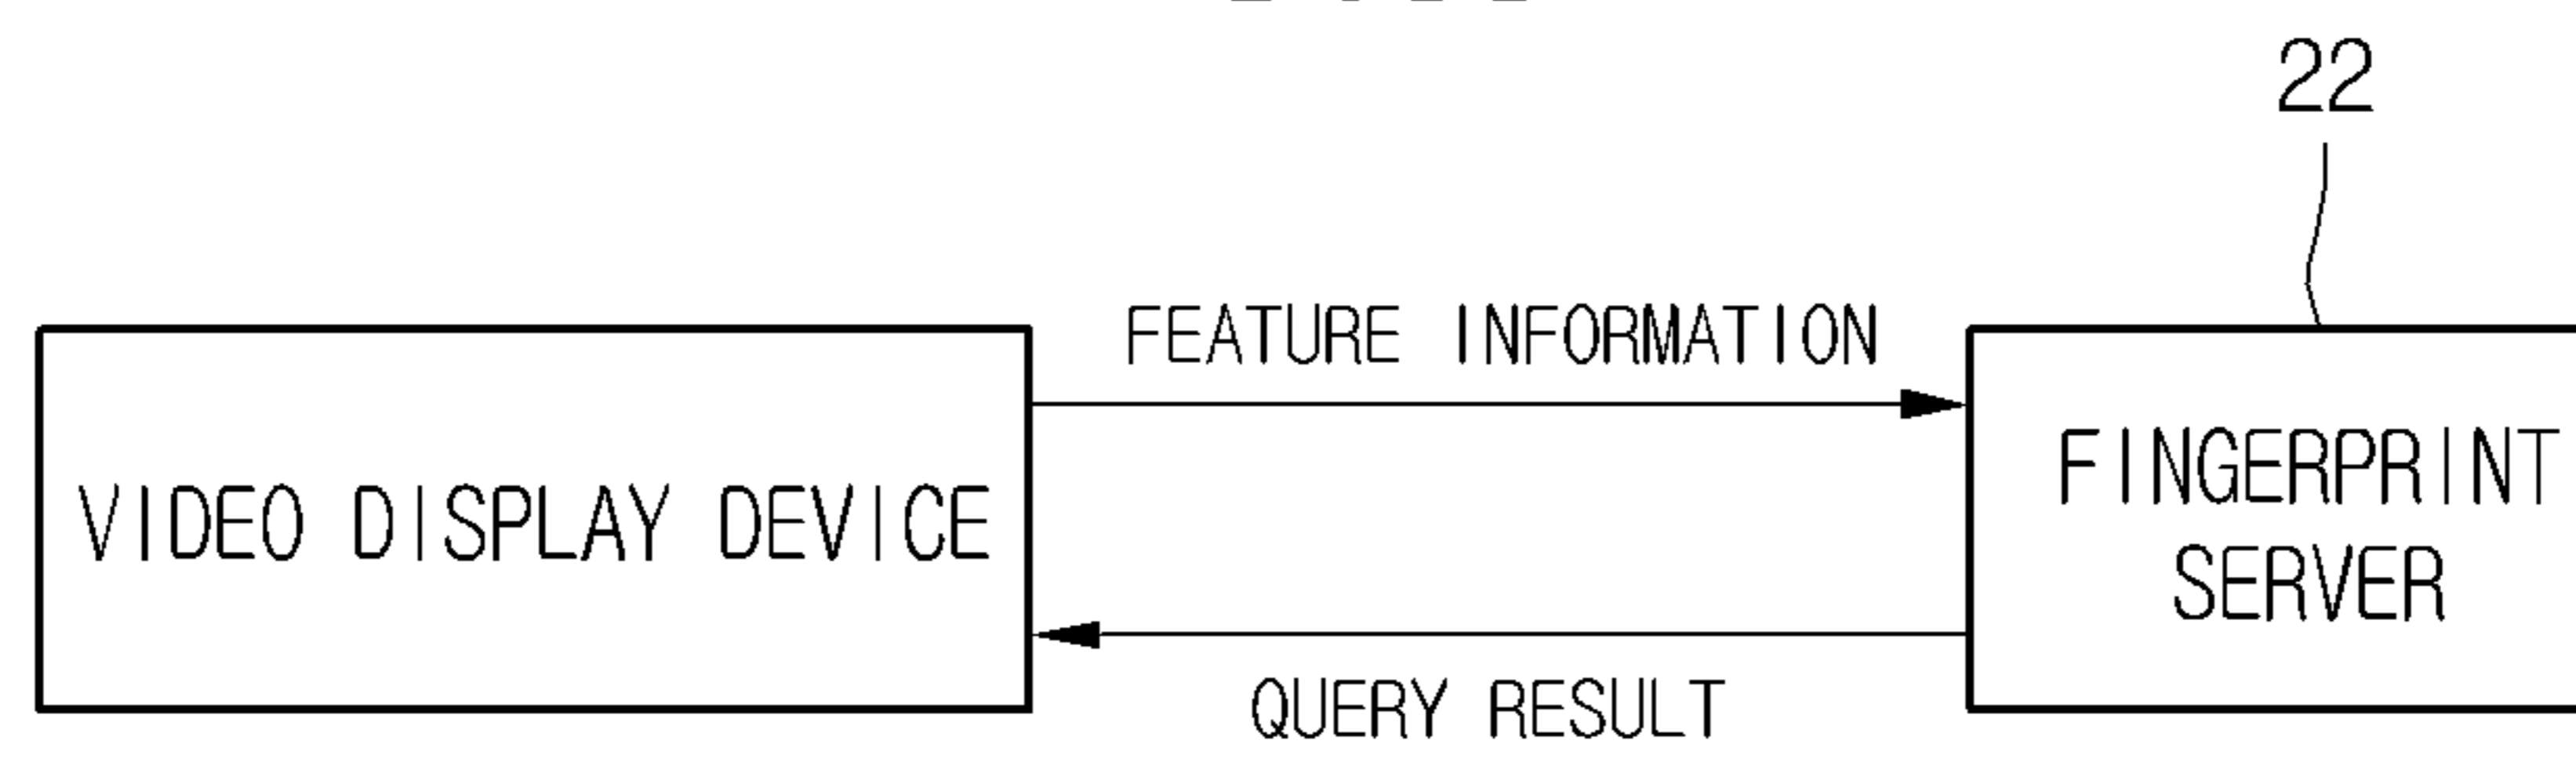 22
FEATURE INFORMATION
VIDEO DISPLAY DEVICE
FINGERPRINT
SERVER
QUERY RESULT